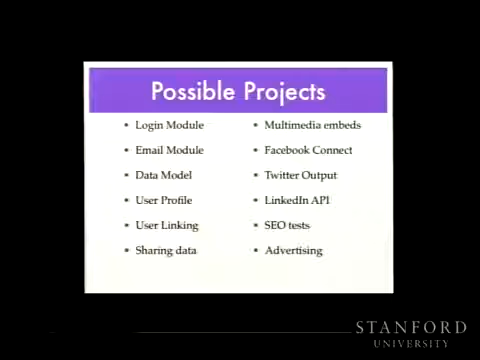 Possible Projects
Login Module
Email Module
Data Model
User Profile
User Linking
Sharing data
Multimedia embeds
Facebook Connect
Twitter Output
LinkedIn API
SEO tests
Advertising
STANFORD
UNIVERSITY